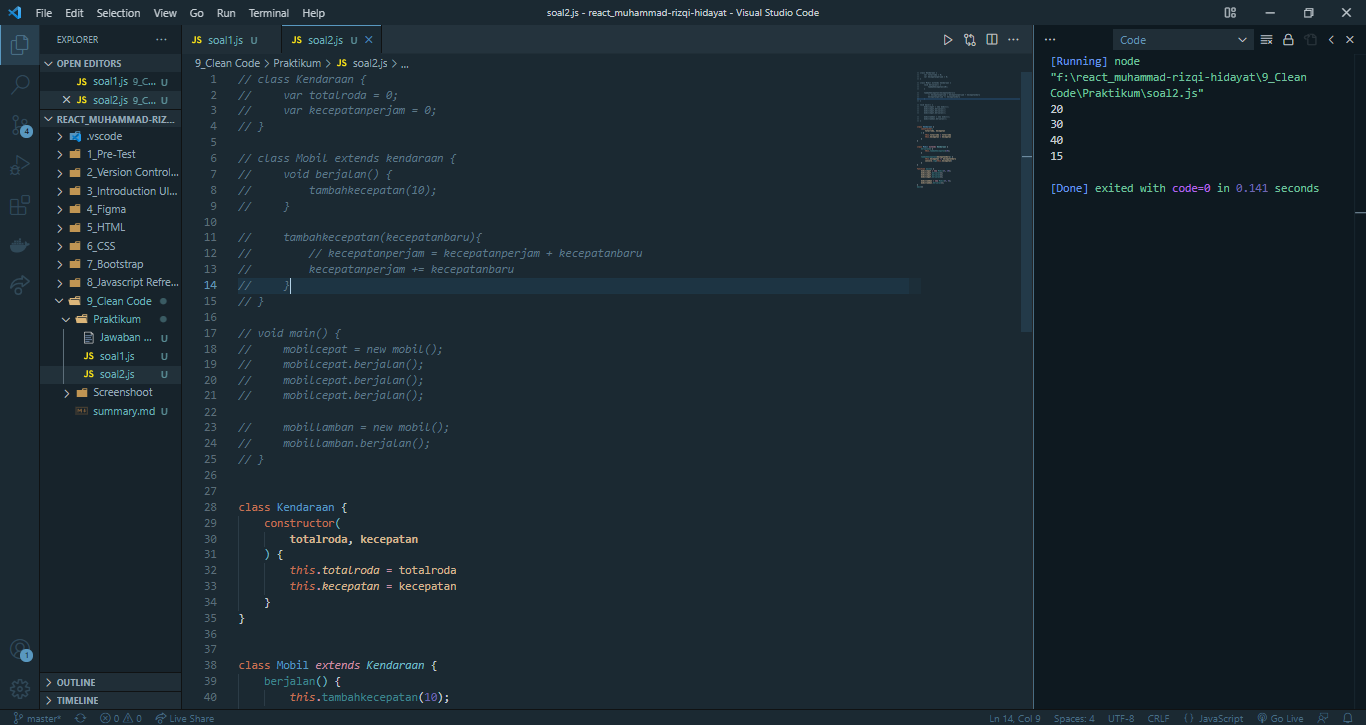 File Edit Selection View Go Run Terminal Help
soal2.js - react_muhammad-rizqi-hidayat - Visual Studio Code
EXPLORER
OPEN EDITORS
JS soal1.js 9_C... U
JS soal2.js 9_C... U
REACT_MUHAMMAD-RIZ...
.vscode
1_Pre-Test
2_Version Control...
3_Introduction UI...
4_Figma
5_HTML
6_CSS
7_Bootstrap
8_Javascript Refre...
9_Clean Code
Praktikum
Jawaban ... U
JS soal1.js U
JS soal2.js U
Screenshoot
summary.md U
OUTLINE
TIMELINE
4
1
JS soal1.js U
JS soal2.js U
9_Clean Code > Praktikum > JS soal2.js > ...
1 // class Kendaraan {
2 //     var totalroda = 0;
3 //     var kecepatanperjam = 0;
4 // }
5
6 // class Mobil extends kendaraan {
7 //     void berjalan() {
8 //         tambahkecepatan(10);
9 //     }
10
11 //     tambahkecepatan(kecepatanbaru){
12 //         // kecepatanperjam = kecepatanperjam + kecepatanbaru
13 //         kecepatanperjam += kecepatanbaru
14 //     }
15 // }
16
17 // void main() {
18 //     mobilcepat = new mobil();
19 //     mobilcepat.berjalan();
20 //     mobilcepat.berjalan();
21 //     mobilcepat.berjalan();
22
23 //     mobillamban = new mobil();
24 //     mobillamban.berjalan();
25 // }
26
27
28 class Kendaraan {
29     constructor(
30         totalroda, kecepatan
31     ) {
32         this.totalroda = totalroda
33         this.kecepatan = kecepatan
34     }
35 }
36
37
38 class Mobil extends Kendaraan {
39     berjalan() {
40         this.tambahkecepatan(10);
Code
[Running] node
"f:\react_muhammad-rizqi-hidayat\9_Clean
Code\Praktikum\soal2.js"
20
30
40
15
[Done] exited with code=0 in 0.141 seconds
master* 0 0 Live Share
Ln 14, Col 9 Spaces: 4 UTF-8 CRLF {} JavaScript Go Live